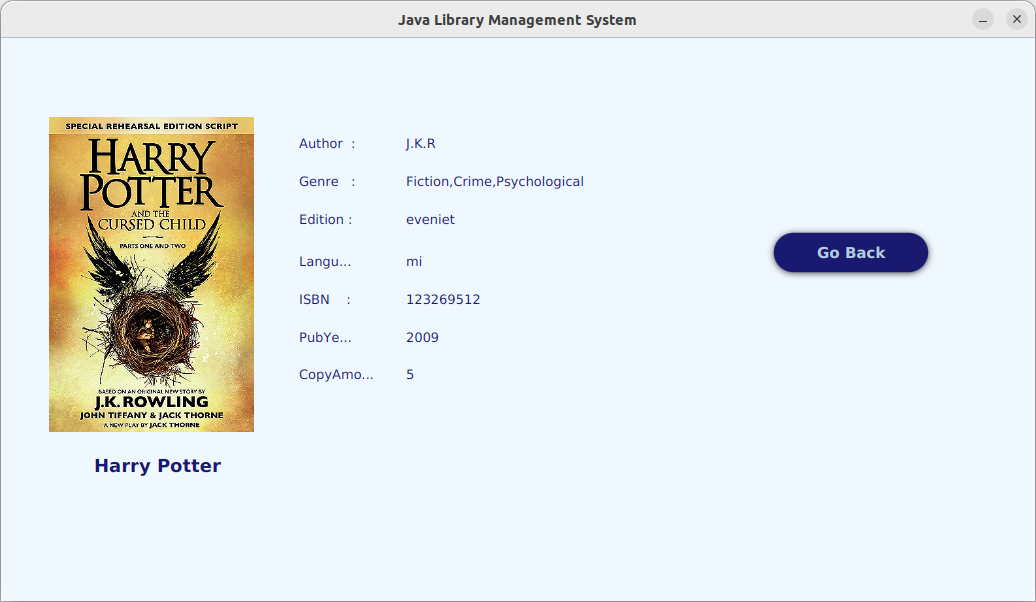 Java Library Management System
SPECIAL REHEARSAL EDITION SCRIPT
HARRY
POTTER
AND THE
CURSED CHILD
PARTS ONE AND TWO
BASED ON AN ORIGINAL NEW STORY BY
J.K. ROWLING
JOHN TIFFANY & JACK THORNE
A NEW PLAY BY JACK THORNE
Harry Potter
Author : J.K.R
Genre : Fiction,Crime,Psychological
Edition : eveniet
Langu... mi
ISBN : 123269512
PubYe... 2009
CopyAmo... 5
Go Back